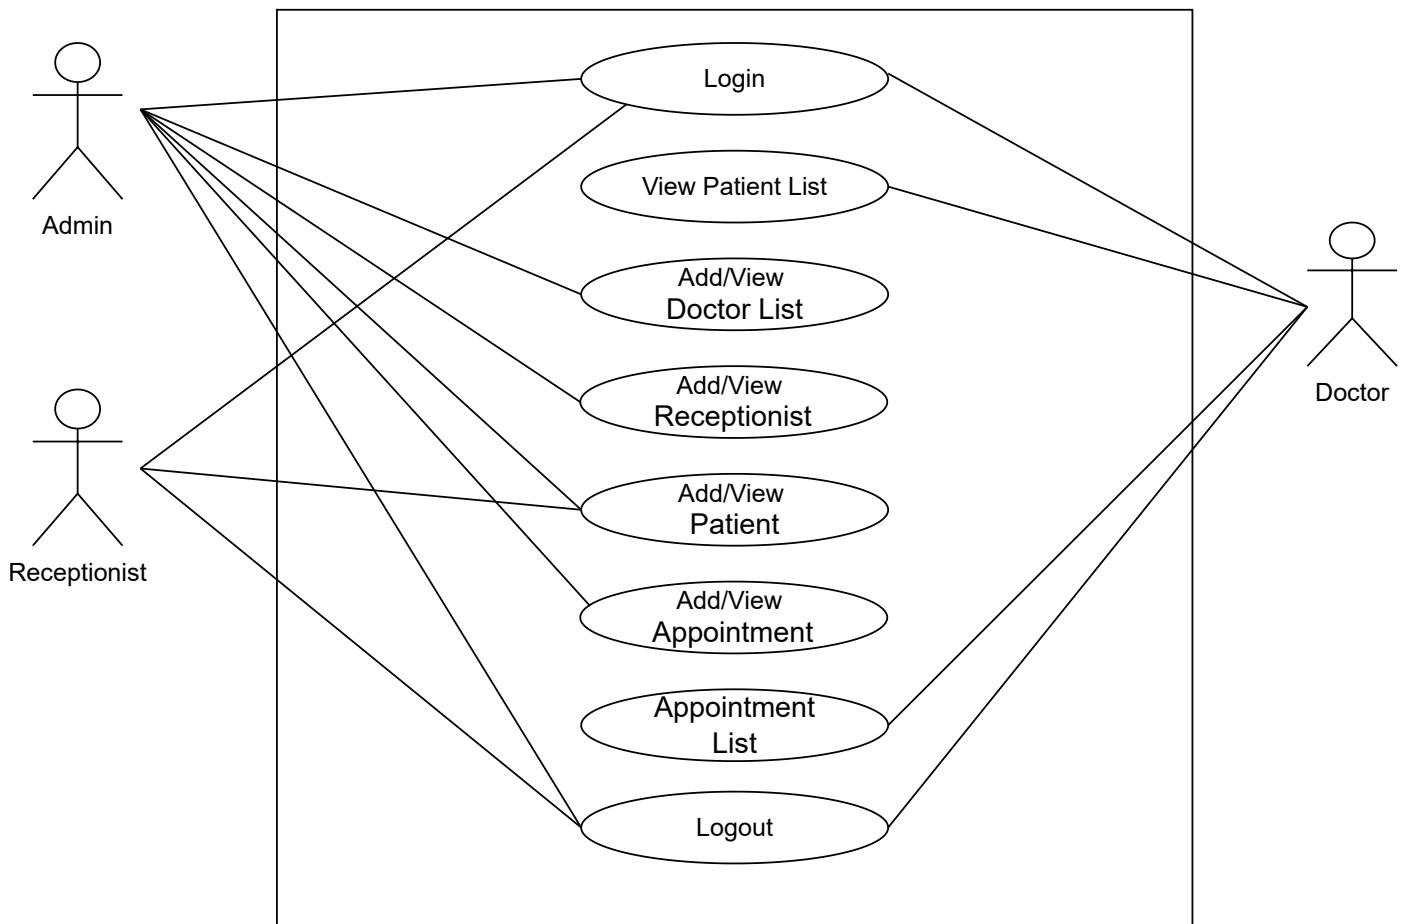 Login
View Patient List
Admin
Add/View
Doctor List
Add/View
Receptionist
Doctor
Add/View
Patient
Receptionist
Add/View
Appointment
Appointment
List
Logout